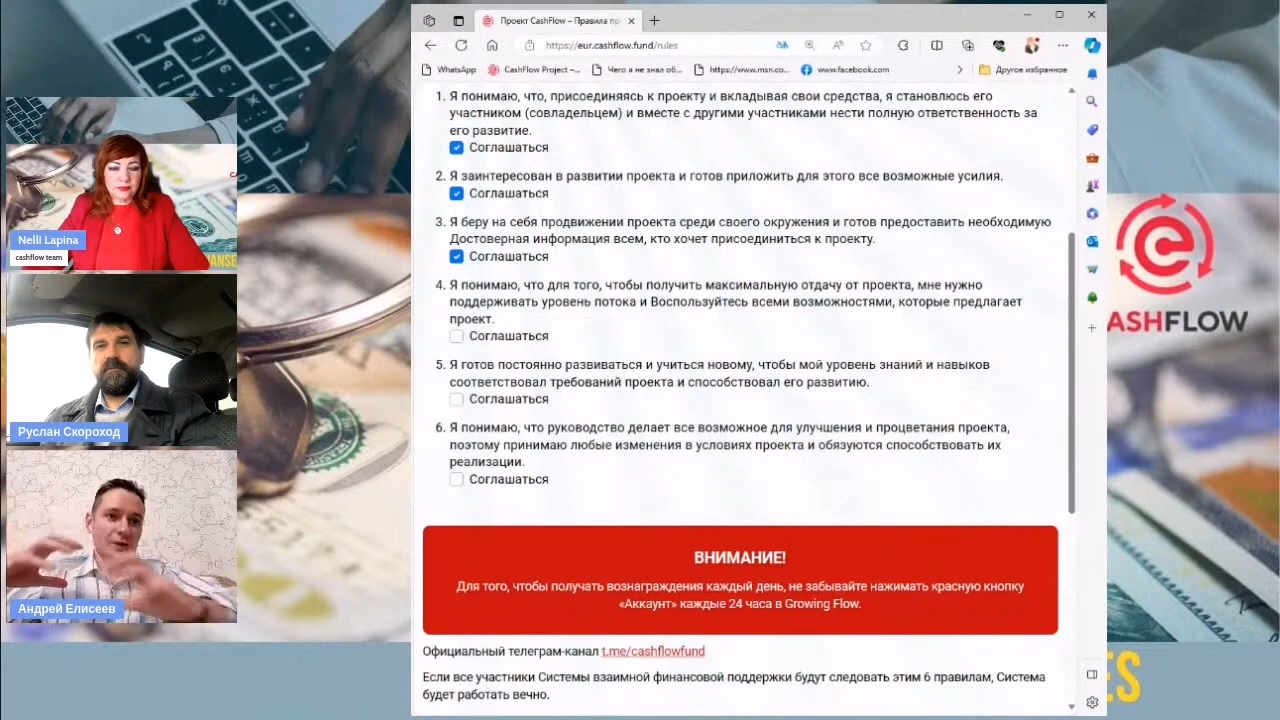 Проект CashFlow – Правила пр
https://eur.cashflow.fund/rules
WhatsApp
CashFlow Project –...
Чего я не знал об...
https://www.msn.co...
www.facebook.com
Другое избранное
1. Я понимаю, что, присоединяясь к проекту и вкладывая свои средства, я становлюсь его
участником (совладельцем) и вместе с другими участниками нести полную ответственность за
его развитие.
Соглашаться
2. Я заинтересован в развитии проекта и готов приложить для этого все возможные усилия.
Соглашаться
3. Я беру на себя продвижении проекта среди своего окружения и готов предоставить необходимую
Достоверная информация всем, кто хочет присоединиться к проекту.
Соглашаться
4. Я понимаю, что для того, чтобы получить максимальную отдачу от проекта, мне нужно
поддерживать уровень потока и Воспользуйтесь всеми возможностями, которые предлагает
проект.
Соглашаться
5. Я готов постоянно развиваться и учиться новому, чтобы мой уровень знаний и навыков
соответствовал требований проекта и способствовал его развитию.
Соглашаться
6. Я понимаю, что руководство делает все возможное для улучшения и процветания проекта,
поэтому принимаю любые изменения в условиях проекта и обязуются способствовать их
реализации.
Соглашаться
ВНИМАНИЕ!
Для того, чтобы получать вознаграждения каждый день, не забывайте нажимать красную кнопку
«Аккаунт» каждые 24 часа в Growing Flow.
Официальный телеграм-канал t.me/cashflowfund
Если все участники Системы взаимной финансовой поддержки будут следовать этим 6 правилам, Система
будет работать вечно.
Nelli Lapina
cashflow team
Руслан Скороход
Андрей Елисеев
ASHFLOW
ES